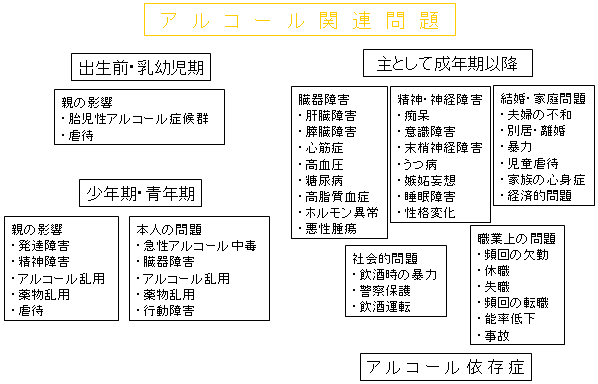 アルコール関連問題
出生前・乳幼児期
親の影響
・胎児性アルコール症候群
・虐待
少年期・青年期
親の影響
・発達障害
・精神障害
・アルコール乱用
・薬物乱用
・虐待
本人の問題
・急性アルコール中毒
・臓器障害
・アルコール乱用
・薬物乱用
・行動障害
主として成年期以降
臓器障害
・肝臓障害
・膵臓障害
・心筋症
・高血圧
・糖尿病
・高脂質血症
・ホルモン異常
・悪性腫瘍
精神・神経障害
・痴呆
・意識障害
・末梢神経障害
・うつ病
・嫉妬妄想
・睡眠障害
・性格変化
結婚・家庭問題
・夫婦の不和
・別居・離婚
・暴力
・児童虐待
・家族の心身症
・経済的問題
社会的問題
・飲酒時の暴力
・警察保護
・飲酒運転
職業上の問題
・頻回の欠勤
・休職
・失職
・頻回の転職
・能率低下
・事故
アルコール依存症